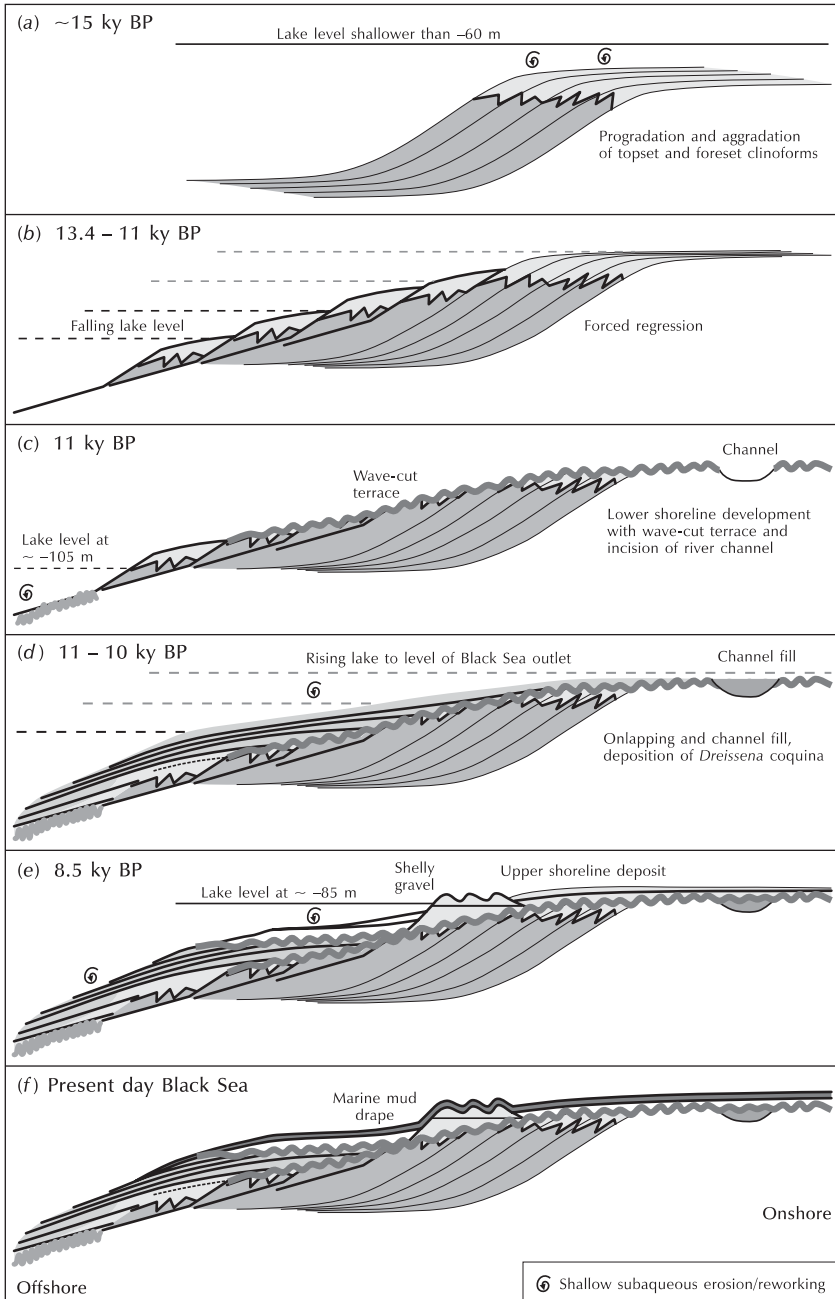 (a) ~15 ky BP
Lake level shallower than –60 m
Progradation and aggradation
of topset and foreset clinoforms
(b) 13.4 – 11 ky BP
Falling lake level
Forced regression
(c) 11 ky BP
Channel
Wave-cut
terrace
Lake level at
~ –105 m
Lower shoreline development
with wave-cut terrace and
incision of river channel
(d) 11 – 10 ky BP
Rising lake to level of Black Sea outlet
Channel fill
Onlapping and channel fill,
deposition of Dreissena coquina
(e) 8.5 ky BP
Shelly
gravel
Upper shoreline deposit
Lake level at ~ –85 m
(f) Present day Black Sea
Marine mud
drape
Onshore
Offshore
Shallow subaqueous erosion/reworking